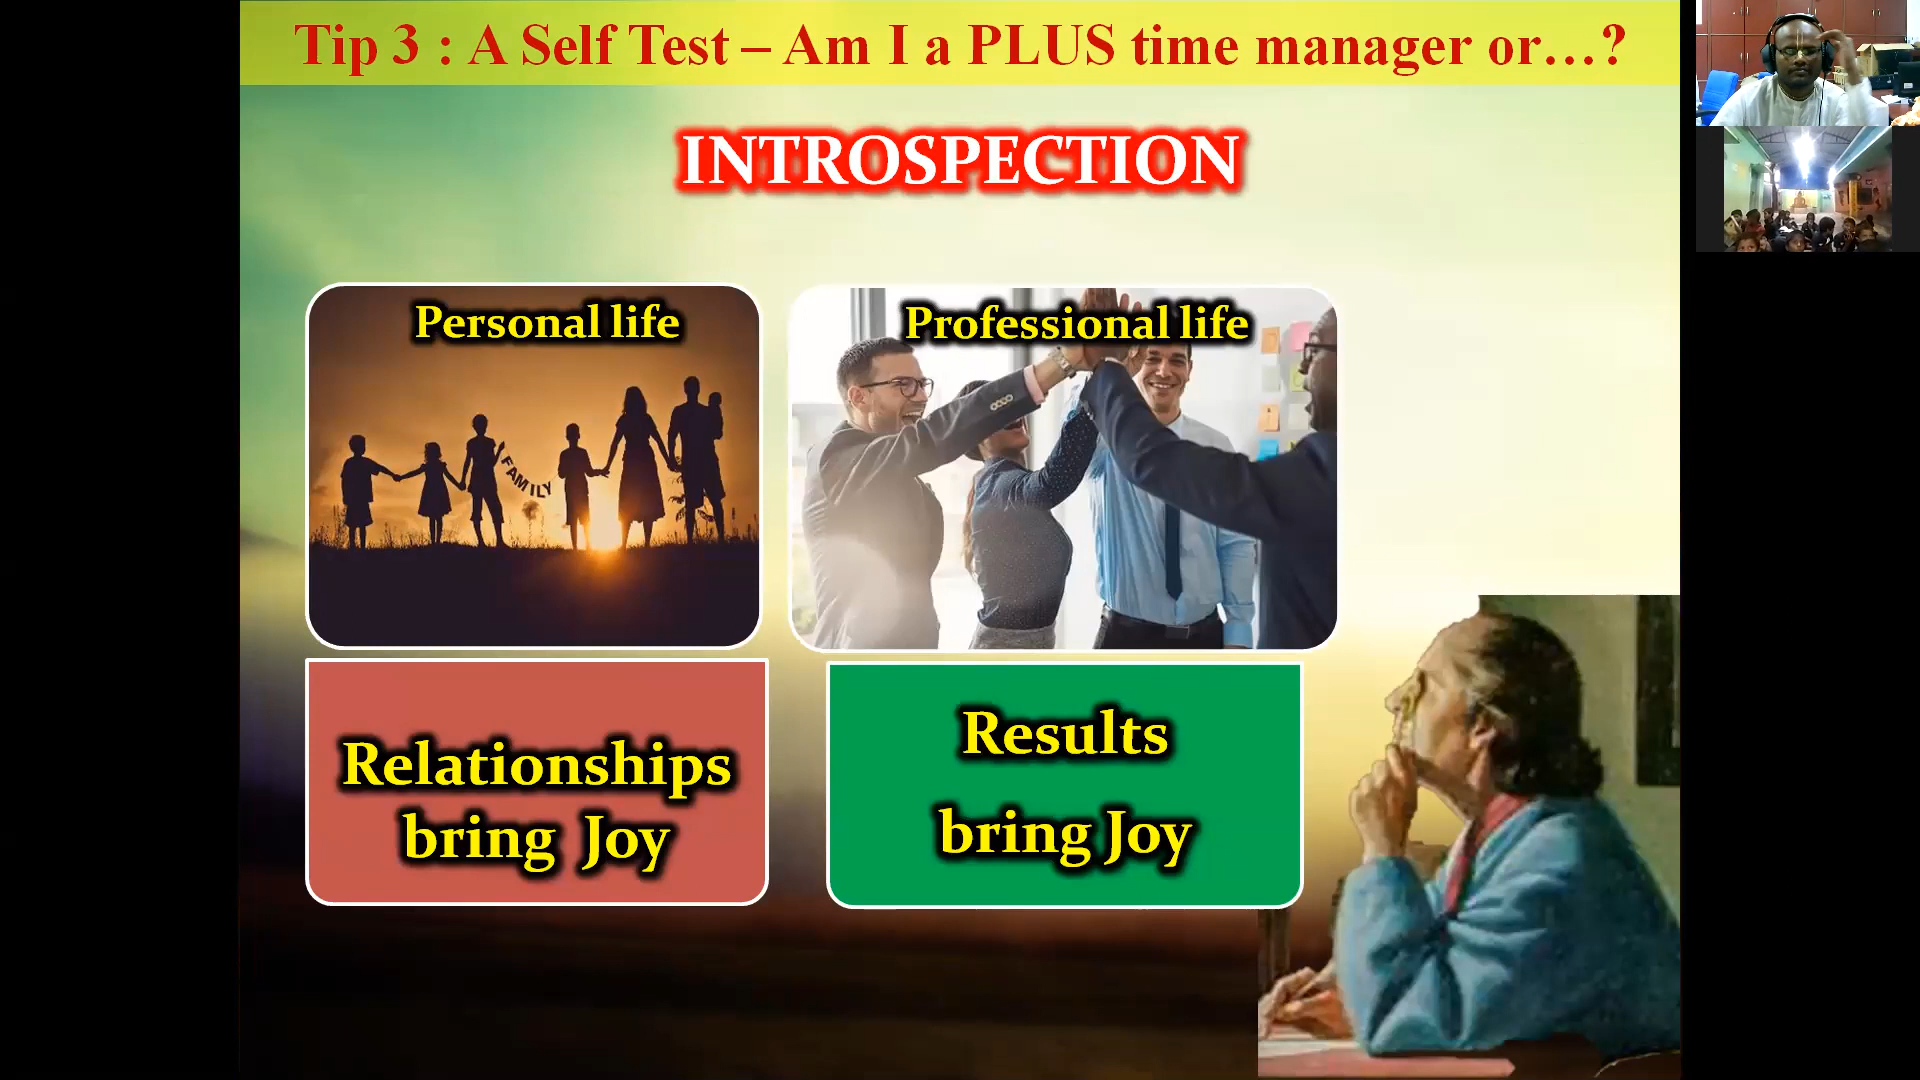 Tip 3 : A Self Test – Am I a PLUS time manager or…?
INTROSPECTION
Personal life
Professional life
FAMILY
Relationships
bring Joy
Results
bring Joy